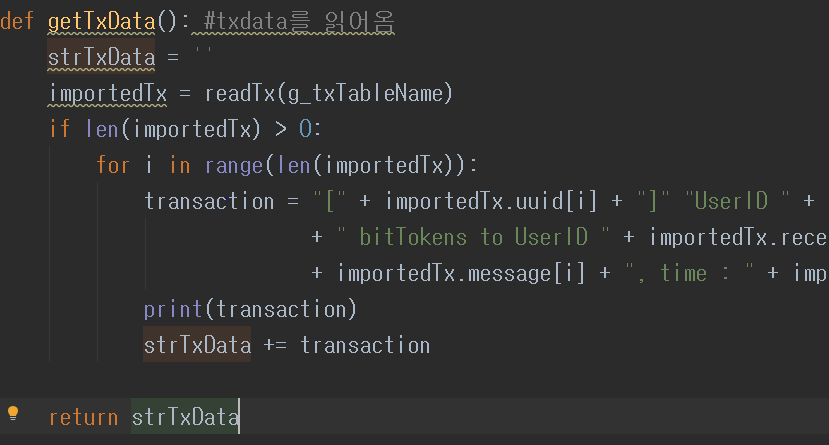 def getTxData(): #txdata를 읽어옴
    strTxData = ''
    importedTx = readTx(g_txTableName)
    if len(importedTx) > 0:
        for i in range(len(importedTx)):
            transaction = "[" + importedTx.uuid[i] + "]" "UserID " +
                          + " bitTokens to UserID " + importedTx.rece
                          + importedTx.message[i] + ", time : " + imp
            print(transaction)
            strTxData += transaction
    return strTxData